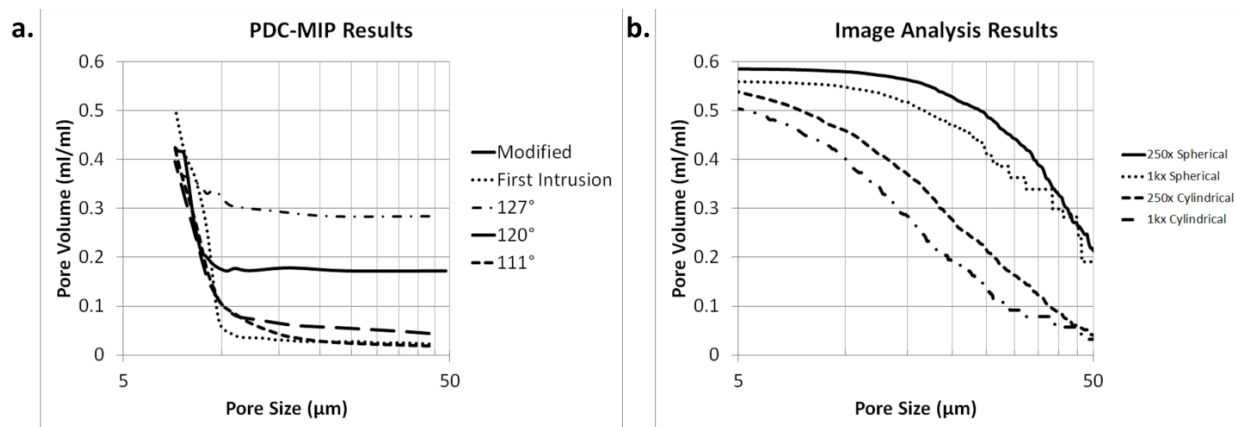 a.
PDC-MIP Results
Pore Volume (ml/ml)
0.6
0.5
0.4
0.3
0.2
0.1
0
5
50
Pore Size (µm)
Modified
First Intrusion
127°
120°
111°
b.
Image Analysis Results
Pore Volume (ml/ml)
0.6
0.5
0.4
0.3
0.2
0.1
0
5
50
Pore Size (µm)
250x Spherical
1kx Spherical
250x Cylindrical
1kx Cylindrical